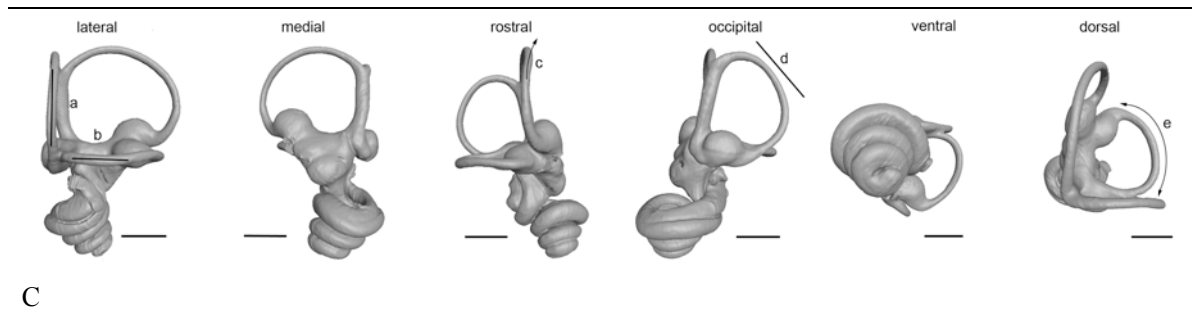 lateral medial rostral occipital ventral dorsal
c d
a e
b
C